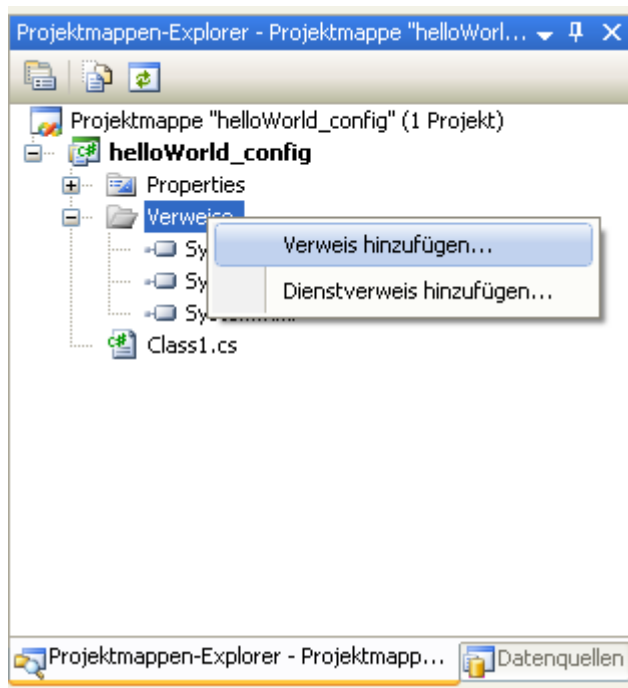 Projektmappen-Explorer - Projektmappe "helloWorl...
Projektmappe "helloWorld_config" (1 Projekt)
helloWorld_config
Properties
Verweise
Verweis hinzufügen...
Dienstverweis hinzufügen...
Class1.cs
Projektmappen-Explorer - Projektmapp...
Datenquellen